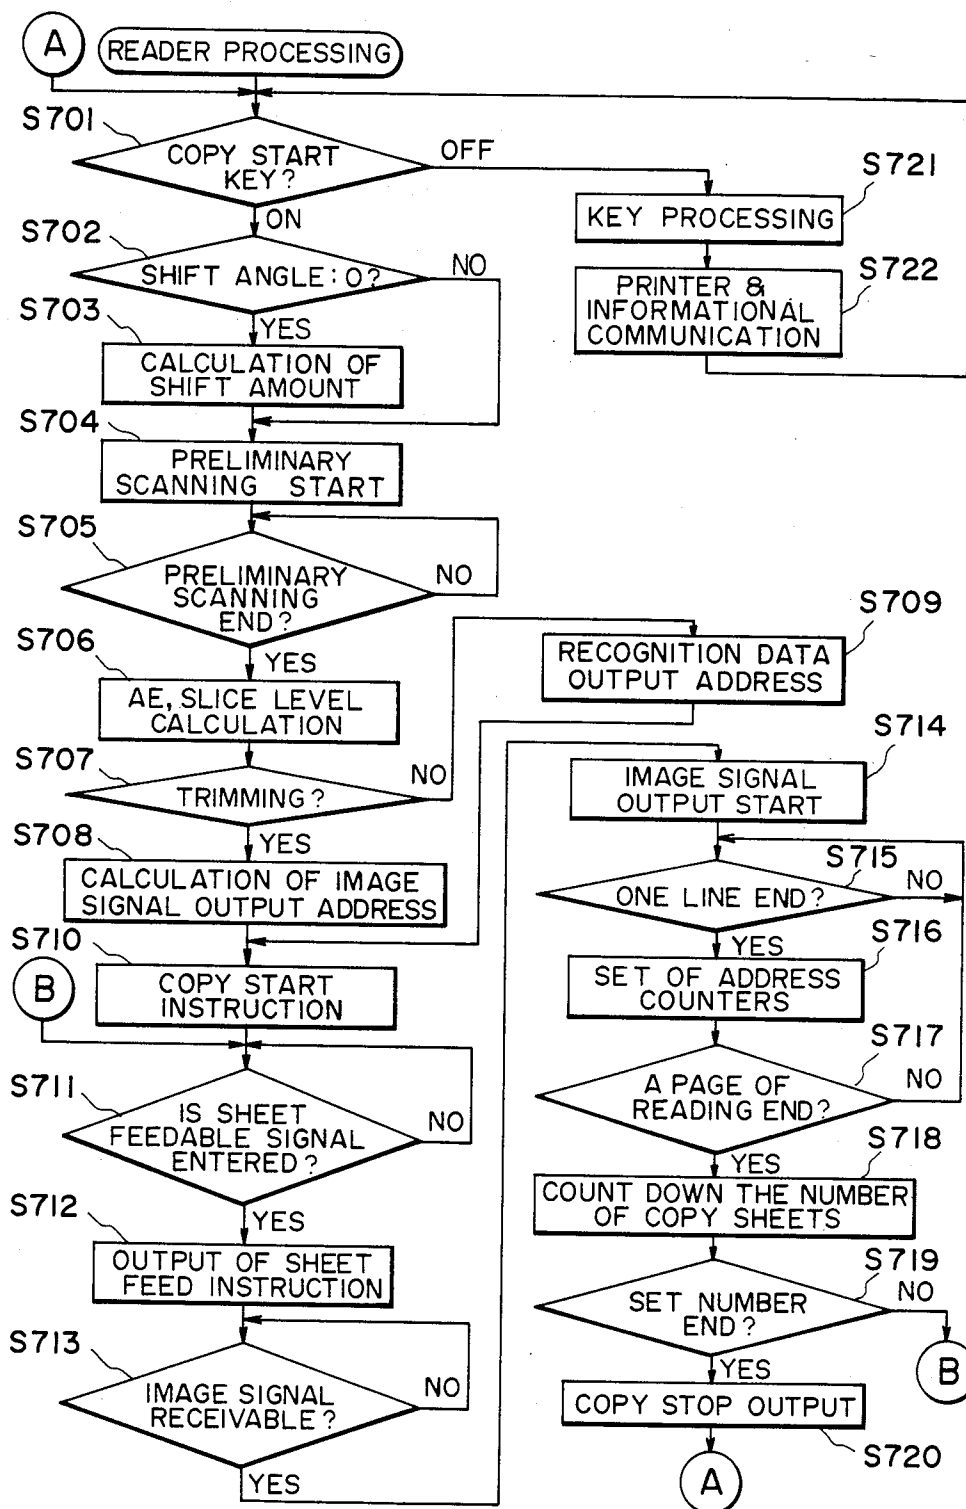 A
READER PROCESSING
S701
COPY START
KEY?
OFF
ON
S721
KEY PROCESSING
S722
PRINTER &
INFORMATIONAL
COMMUNICATION
S702
SHIFT ANGLE : O?
NO
YES
S703
CALCULATION OF
SHIFT AMOUNT
S704
PRELIMINARY
SCANNING START
S705
PRELIMINARY
SCANNING
END?
NO
YES
S706
AE, SLICE LEVEL
CALCULATION
S707
TRIMMING?
NO
YES
S709
RECOGNITION DATA
OUTPUT ADDRESS
S708
CALCULATION OF IMAGE
SIGNAL OUTPUT ADDRESS
S710
COPY START
INSTRUCTION
B
S711
IS SHEET
FEEDABLE SIGNAL
ENTERED?
NO
YES
S712
OUTPUT OF SHEET
FEED INSTRUCTION
S713
IMAGE SIGNAL
RECEIVABLE?
NO
YES
S714
IMAGE SIGNAL
OUTPUT START
S715
ONE LINE END?
NO
YES
S716
SET OF ADDRESS
COUNTERS
S717
A PAGE OF
READING END?
NO
YES
S718
COUNT DOWN THE NUMBER
OF COPY SHEETS
S719
SET NUMBER
END?
NO
B
YES
COPY STOP OUTPUT
S720
A